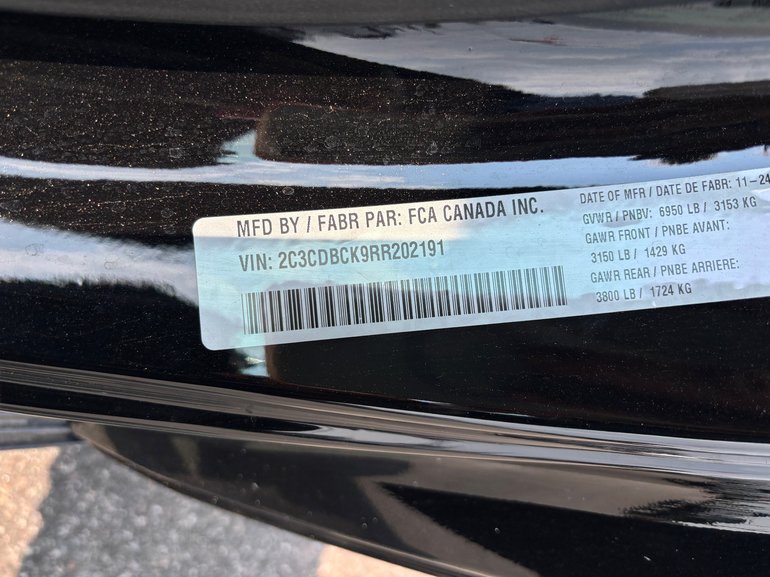 MFD BY / FABR PAR: FCA CANADA INC.
VIN: 2C3CDBCK9RR202191
DATE OF MFR / DATE DE FABR: 11-24
GVWR / PNBV: 6950 LB / 3153 KG
GAWR FRONT / PNBE AVANT:
3150 LB / 1429 KG
GAWR REAR / PNBE ARRIERE:
3800 LB / 1724 KG